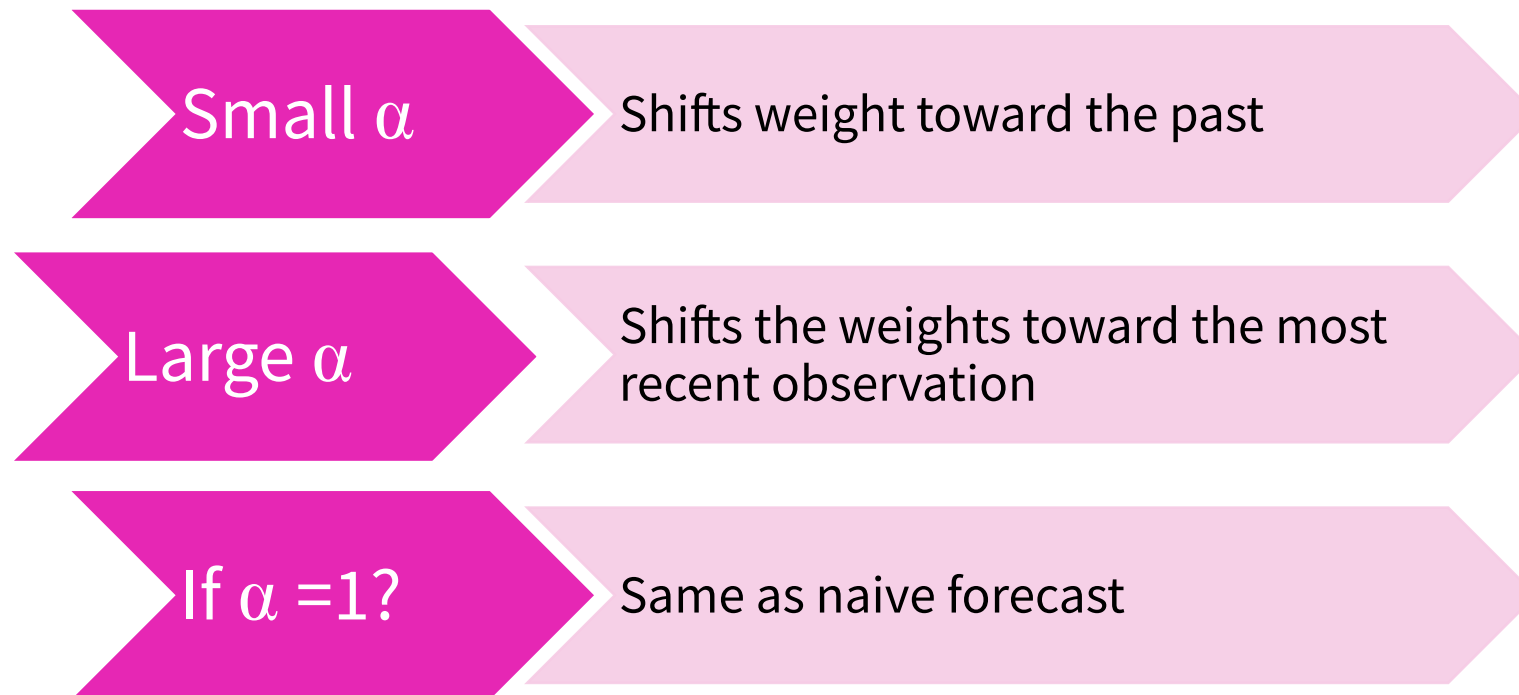 Small α
Shifts weight toward the past
Large α
Shifts the weights toward the most
recent observation
If α =1?
Same as naive forecast